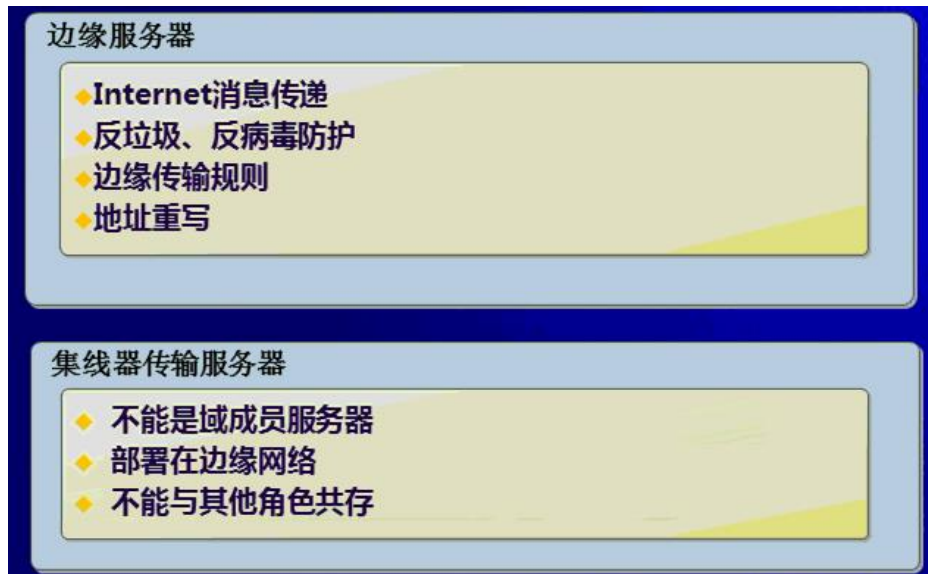 边缘服务器
◆Internet消息传递
◆反垃圾、反病毒防护
◆边缘传输规则
◆地址重写
集线器传输服务器
◆ 不能是域成员服务器
◆ 部署在边缘网络
◆ 不能与其他角色共存